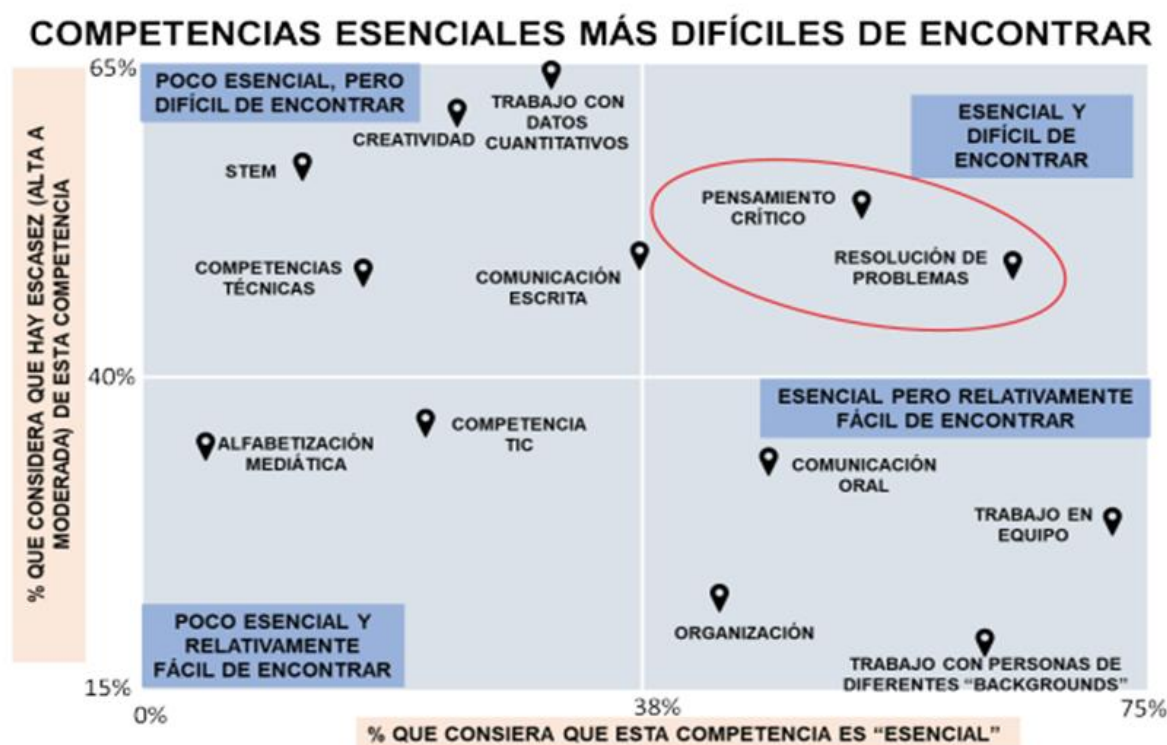 COMPETENCIAS ESENCIALES MÁS DIFÍCILES DE ENCONTRAR
% QUE CONSIDERA QUE HAY ESCASEZ (ALTA A
MODERADA) DE ESTA COMPETENCIA
65%
POCO ESENCIAL, PERO
DIFÍCIL DE ENCONTRAR
TRABAJO CON
DATOS
CUANTITATIVOS
CREATIVIDAD
STEM
COMPETENCIAS
TÉCNICAS
COMUNICACIÓN
ESCRITA
ESENCIAL Y
DIFÍCIL DE
ENCONTRAR
PENSAMIENTO
CRÍTICO
RESOLUCIÓN DE
PROBLEMAS
40%
ALFABETIZACIÓN
MEDIÁTICA
COMPETENCIA
TIC
POCO ESENCIAL Y
RELATIVAMENTE
FÁCIL DE ENCONTRAR
ESENCIAL PERO RELATIVAMENTE
FÁCIL DE ENCONTRAR
COMUNICACIÓN
ORAL
TRABAJO EN
EQUIPO
ORGANIZACIÓN
TRABAJO CON PERSONAS DE
DIFERENTES “BACKGROUNDS”
15%
0%
38%
75%
% QUE CONSIERA QUE ESTA COMPETENCIA ES “ESENCIAL”